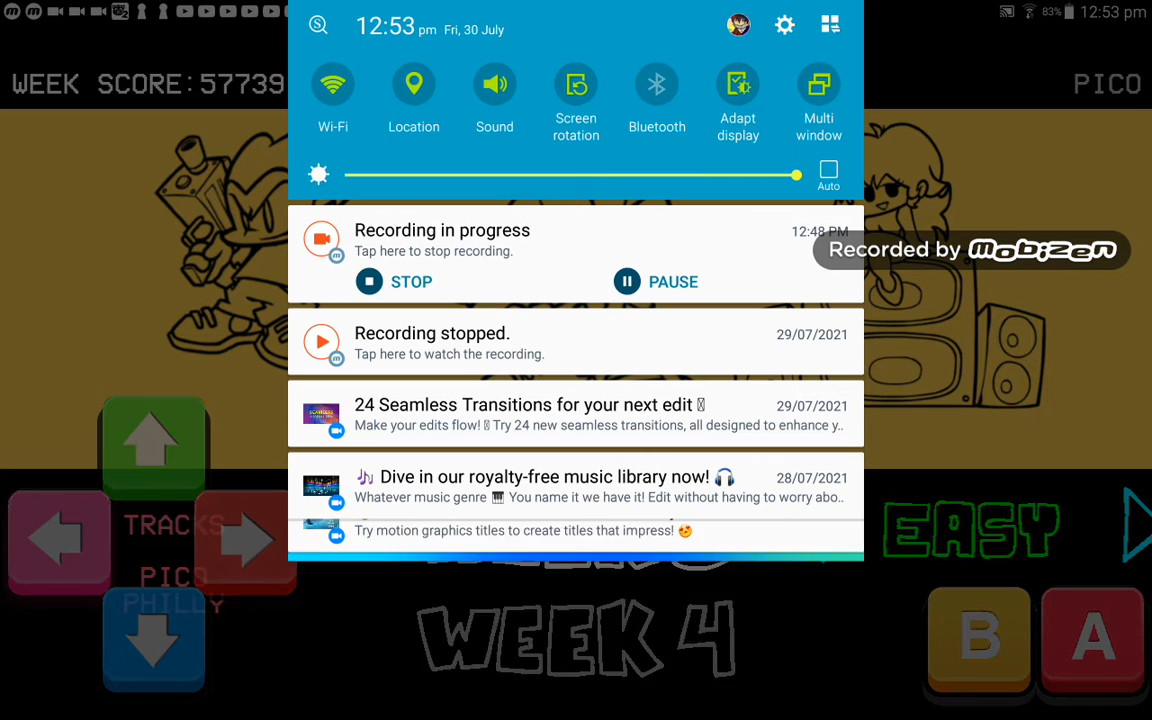 12:53 pm Fri, 30 July
83% 12:53 pm
WEEK SCORE:57739
PICO
Wi-Fi
Location
Sound
Screen rotation
Bluetooth
Adapt display
Multi window
Auto
Recording in progress
12:48 PM
Tap here to stop recording.
STOP
PAUSE
Recorded by mobizen
Recording stopped.
29/07/2021
Tap here to watch the recording.
24 Seamless Transitions for your next edit
29/07/2021
Make your edits flow! Try 24 new seamless transitions, all designed to enhance y..
🎶 Dive in our royalty-free music library now! 🎧
28/07/2021
Whatever music genre 🎹 You name it we have it! Edit without having to worry abo..
Try motion graphics titles to create titles that impress! 🤩
TRACKS
PICO
PHILLY
EASY
WEEK 4
B
A